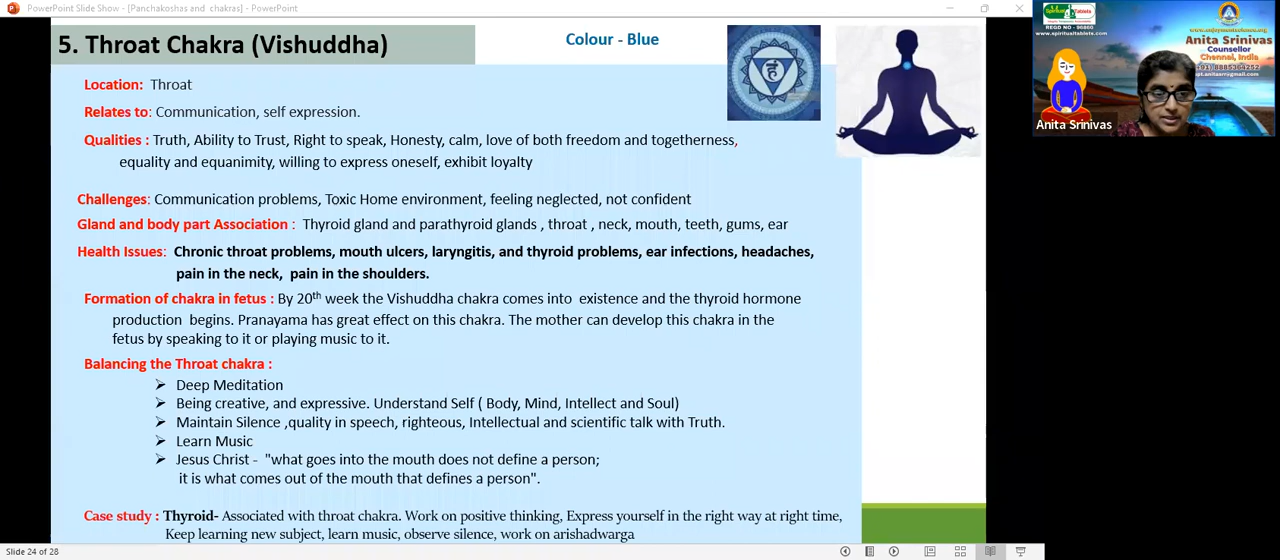 PowerPoint Slide Show - [Panchakoshas and chakras] - PowerPoint
5. Throat Chakra (Vishuddha)
Colour - Blue
Location: Throat
Relates to: Communication, self expression.
Qualities : Truth, Ability to Trust, Right to speak, Honesty, calm, love of both freedom and togetherness,
equality and equanimity, willing to express oneself, exhibit loyalty
Challenges: Communication problems, Toxic Home environment, feeling neglected, not confident
Gland and body part Association : Thyroid gland and parathyroid glands , throat , neck, mouth, teeth, gums, ear
Health Issues: Chronic throat problems, mouth ulcers, laryngitis, and thyroid problems, ear infections, headaches,
pain in the neck, pain in the shoulders.
Formation of chakra in fetus : By 20th week the Vishuddha chakra comes into existence and the thyroid hormone
production begins. Pranayama has great effect on this chakra. The mother can develop this chakra in the
fetus by speaking to it or playing music to it.
Balancing the Throat chakra :
➢ Deep Meditation
➢ Being creative, and expressive. Understand Self ( Body, Mind, Intellect and Soul)
➢ Maintain Silence ,quality in speech, righteous, Intellectual and scientific talk with Truth.
➢ Learn Music
➢ Jesus Christ - "what goes into the mouth does not define a person;
it is what comes out of the mouth that defines a person".
Case study : Thyroid- Associated with throat chakra. Work on positive thinking, Express yourself in the right way at right time,
Keep learning new subject, learn music, observe silence, work on arishadwarga
Slide 24 of 28
Spiritual Tablets
REGD NO - 90860
www.spiritualtablets.com
Anita Srinivas
Counsellor
Chennai, India
Anita Srinivas